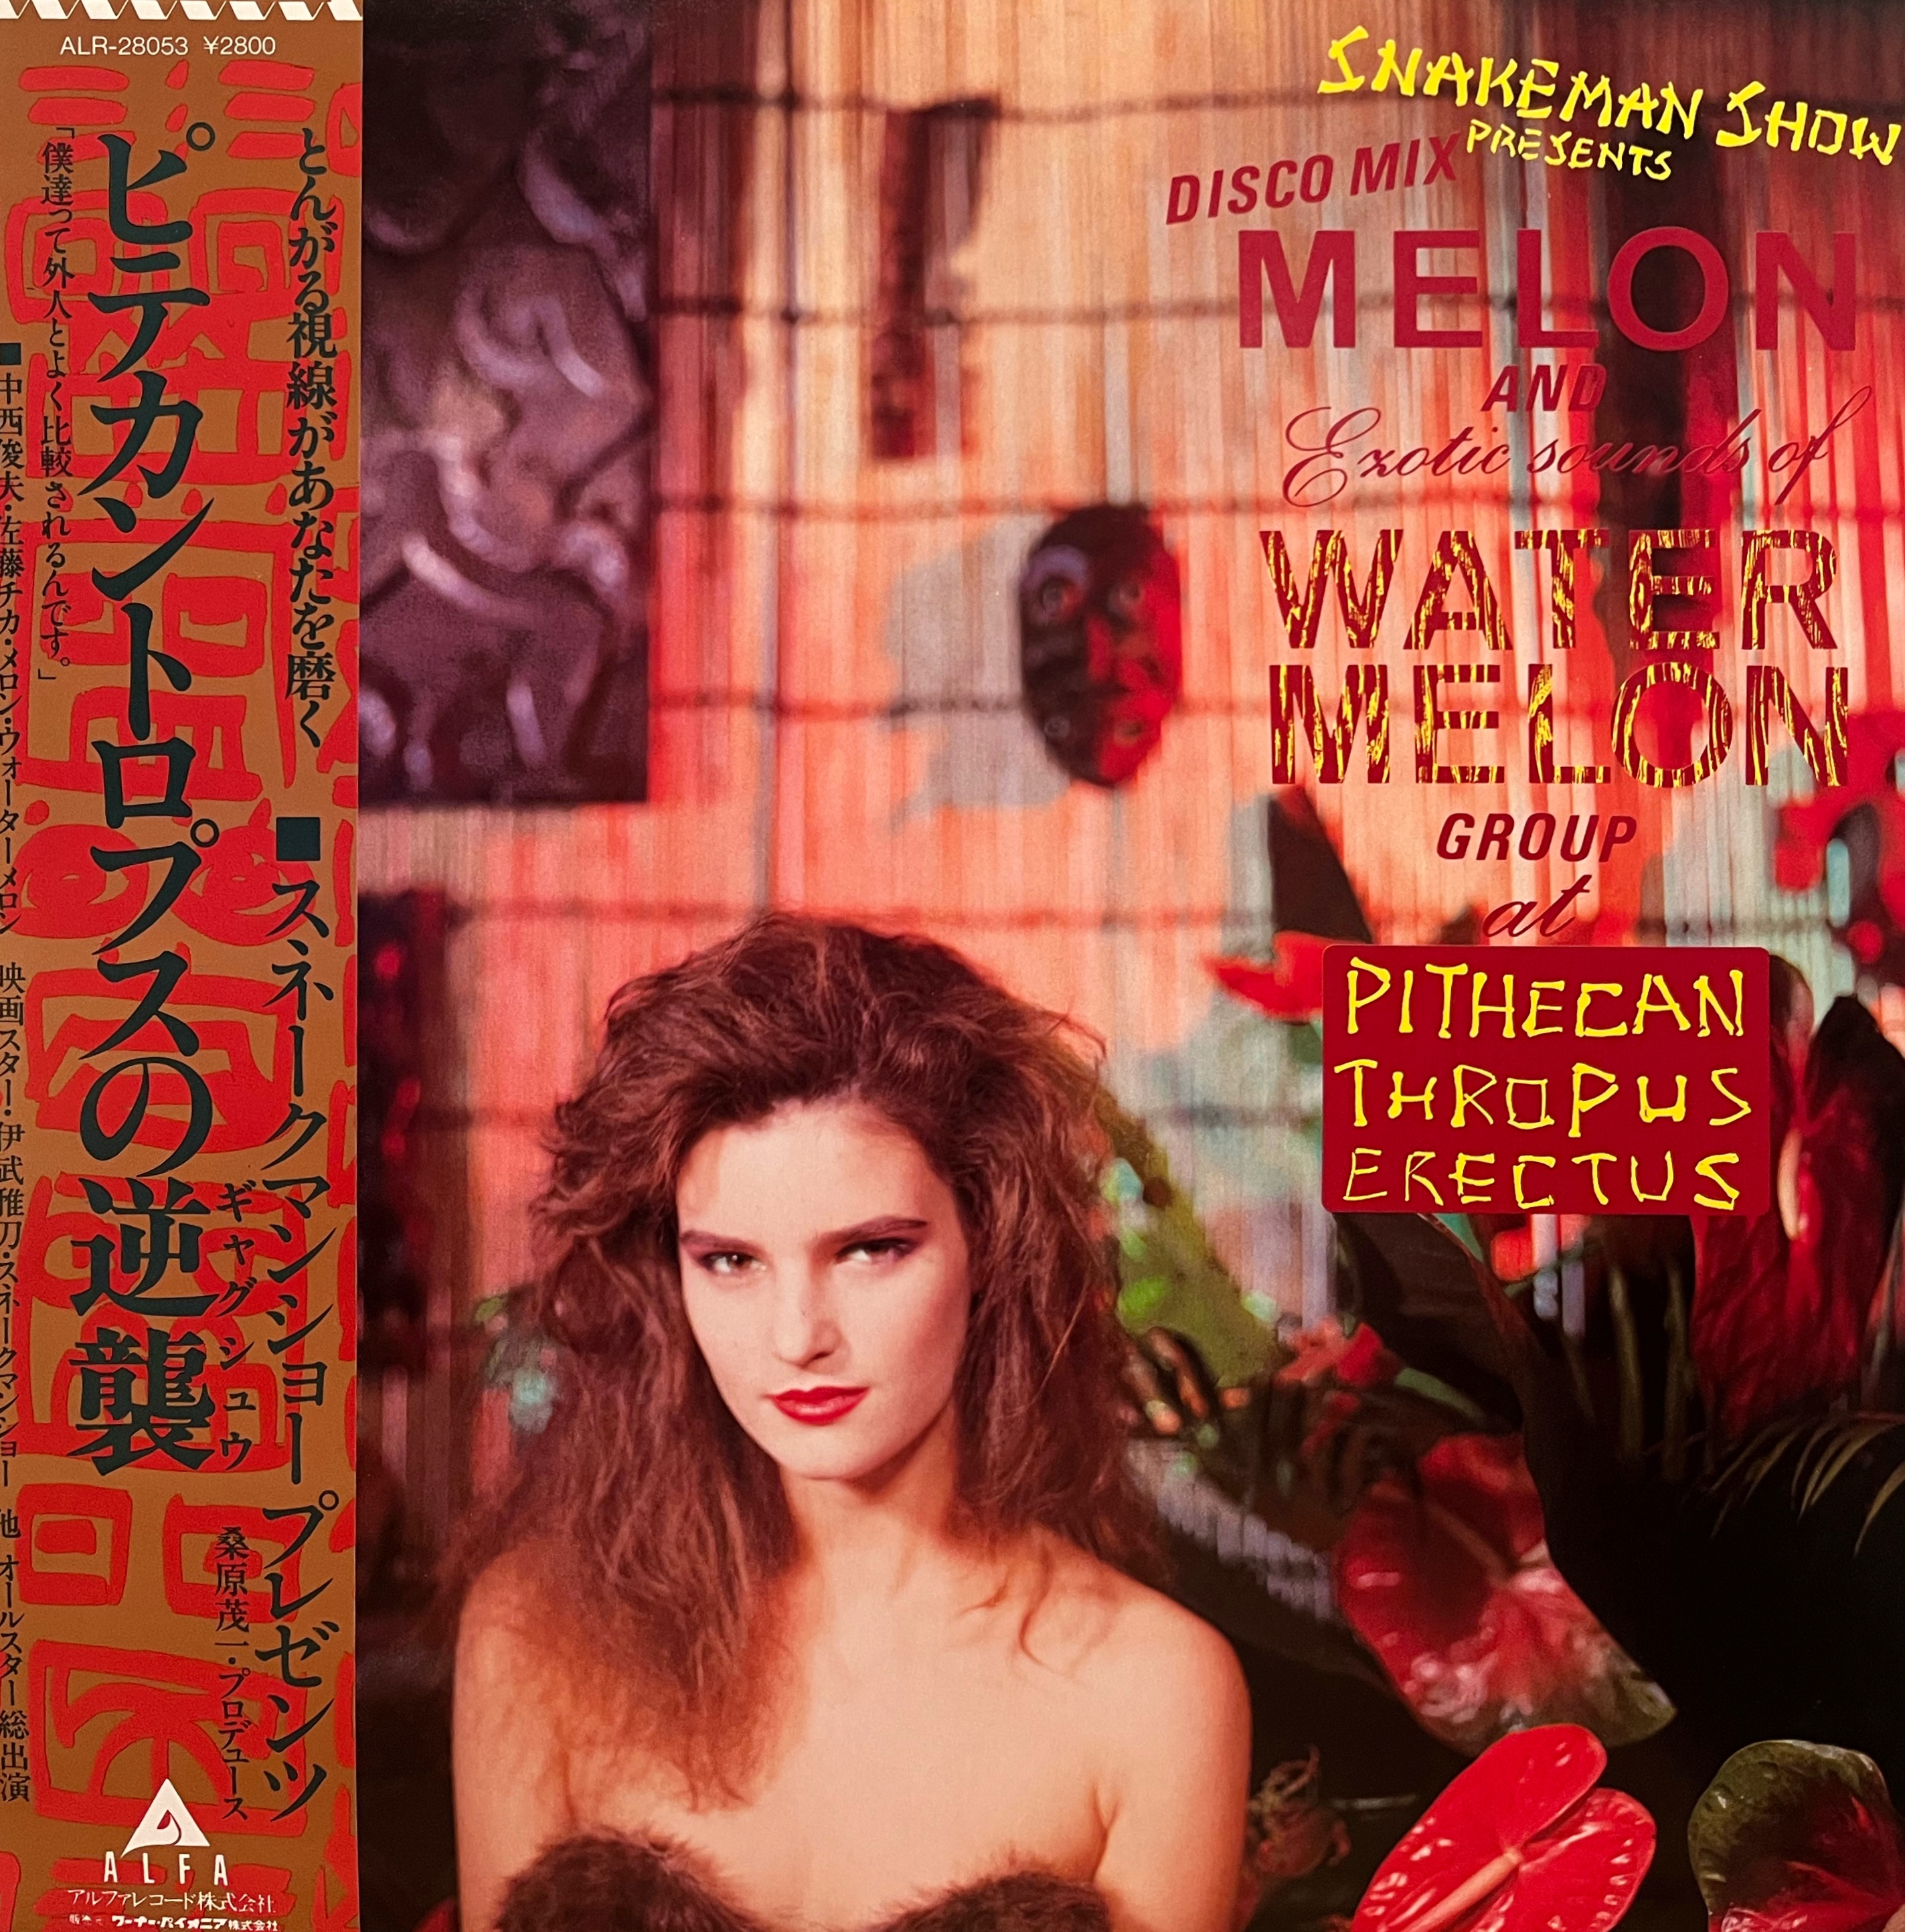 ALR-28053 ¥2800
とんがる視線があなたを磨く
■スネークマンショー プレゼンツ
桑原茂一・プロデュース
ピテカントロプスの逆襲
ギャグシュウ
「僕達って外人とよく比較されるんです。」
■中西俊夫・佐藤チカ・メロン・ウォーターメロン 映画スター・伊武雅刀・スネークマンショー 他 オールスター総出演
ALFA
アルファレコード株式会社
販売元 ワーナー・パイオニア株式会社
SNAKEMAN SHOW
PRESENTS
DISCO MIX
MELON
AND
Exotic sounds of
WATER
MELON
GROUP
at
PITHECAN
THROPUS
ERECTUS